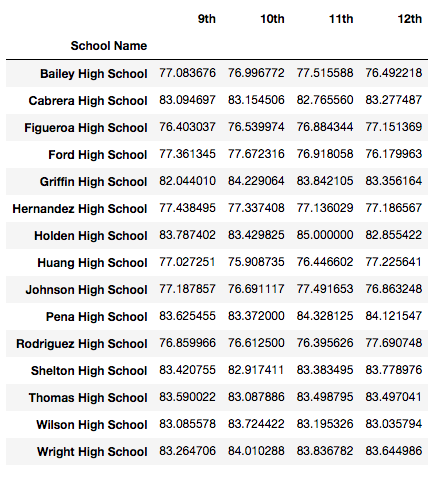 9th 10th 11th 12th
School Name
Bailey High School 77.083676 76.996772 77.515588 76.492218
Cabrera High School 83.094697 83.154506 82.765560 83.277487
Figueroa High School 76.403037 76.539974 76.884344 77.151369
Ford High School 77.361345 77.672316 76.918058 76.179963
Griffin High School 82.044010 84.229064 83.842105 83.356164
Hernandez High School 77.438495 77.337408 77.136029 77.186567
Holden High School 83.787402 83.429825 85.000000 82.855422
Huang High School 77.027251 75.908735 76.446602 77.225641
Johnson High School 77.187857 76.691117 77.491653 76.863248
Pena High School 83.625455 83.372000 84.328125 84.121547
Rodriguez High School 76.859966 76.612500 76.395626 77.690748
Shelton High School 83.420755 82.917411 83.383495 83.778976
Thomas High School 83.590022 83.087886 83.498795 83.497041
Wilson High School 83.085578 83.724422 83.195326 83.035794
Wright High School 83.264706 84.010288 83.836782 83.644986